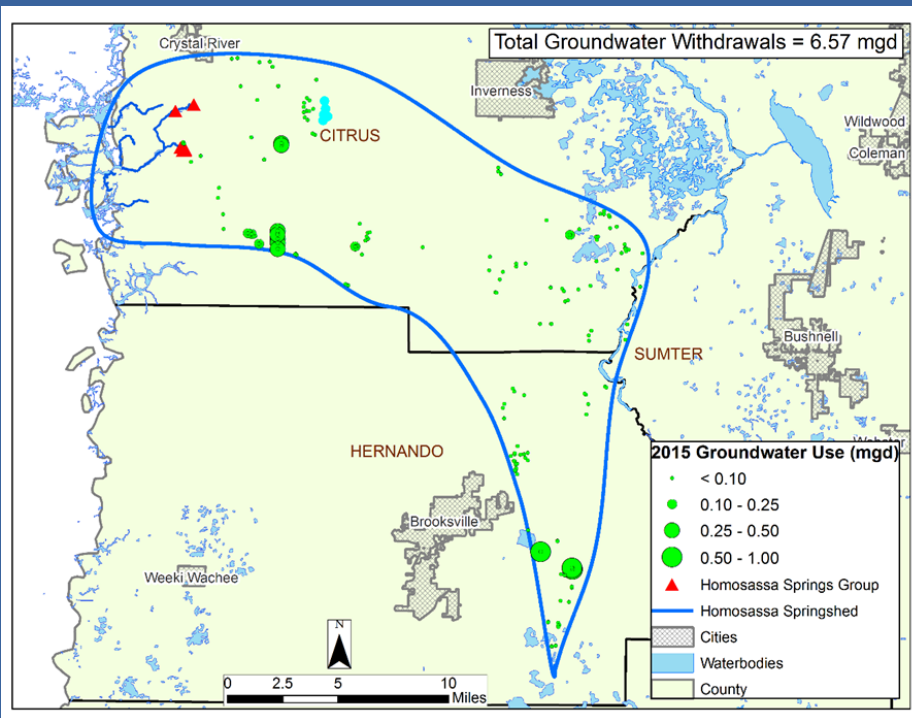 Crystal River
Total Groundwater Withdrawals = 6.57 mgd
Inverness
Wildwood
Coleman
CITRUS
SUMTER
Bushnell
HERNANDO
Brooksville
Weeki Wachee
2015 Groundwater Use (mgd)
< 0.10
0.10 - 0.25
0.25 - 0.50
0.50 - 1.00
Homosassa Springs Group
Homosassa Springshed
Cities
Waterbodies
County
N
0 2.5 5 10
Miles